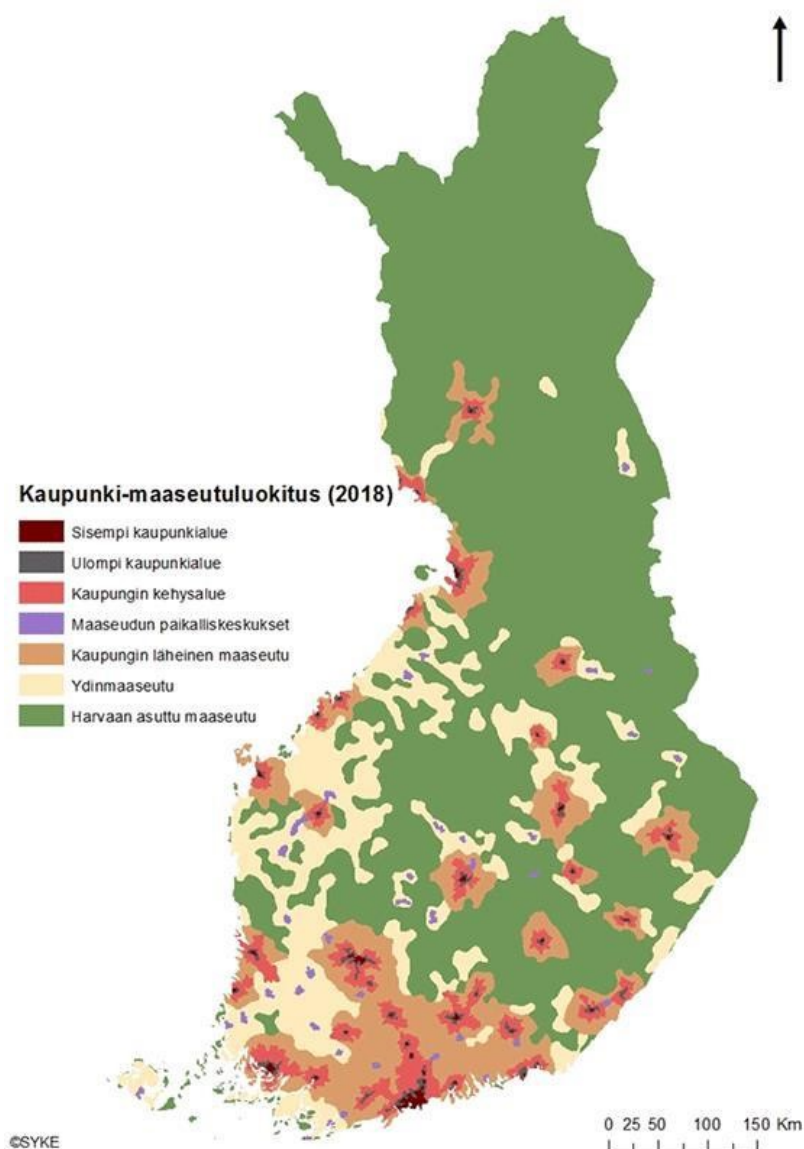 Kaupunki-maaseutuluokitus (2018)
Sisempi kaupunkialue
Ulompi kaupunkialue
Kaupungin kehysalue
Maaseudun paikalliskeskukset
Kaupungin läheinen maaseutu
Ydinmaaseutu
Harvaan asuttu maaseutu
0 25 50 100 150 Km
©SYKE